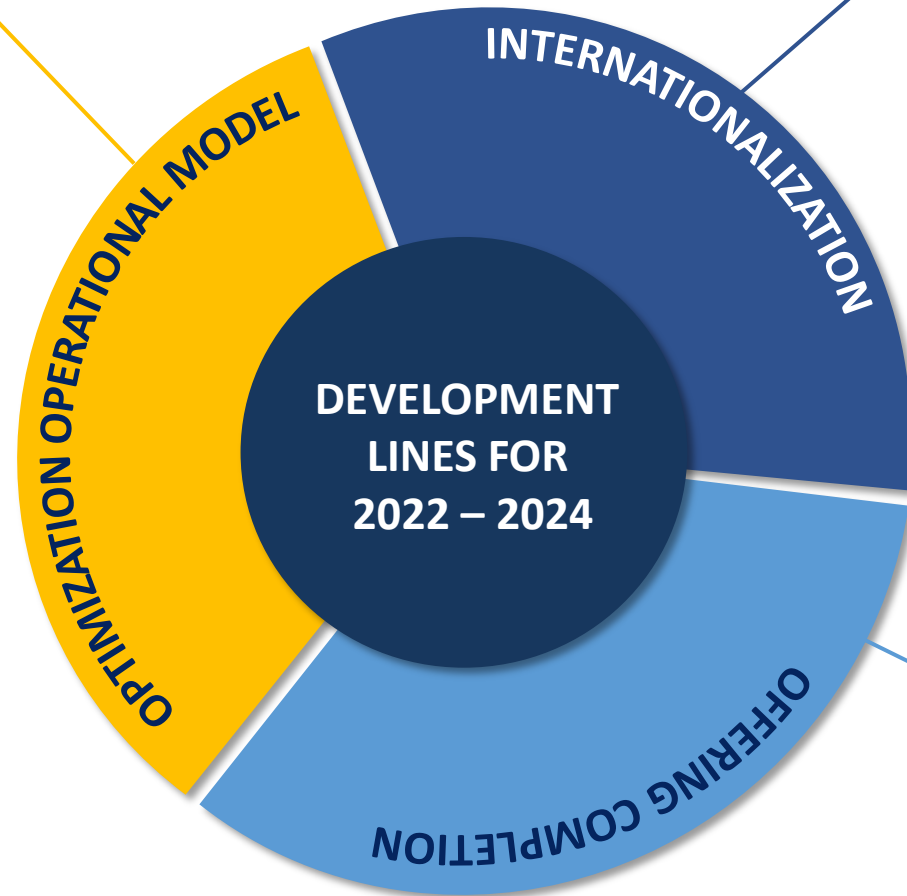 INTERNATIONALIZATION
OPTIMIZATION OPERATIONAL MODEL
DEVELOPMENT
LINES FOR
2022 – 2024
OFFERING COMPLETION